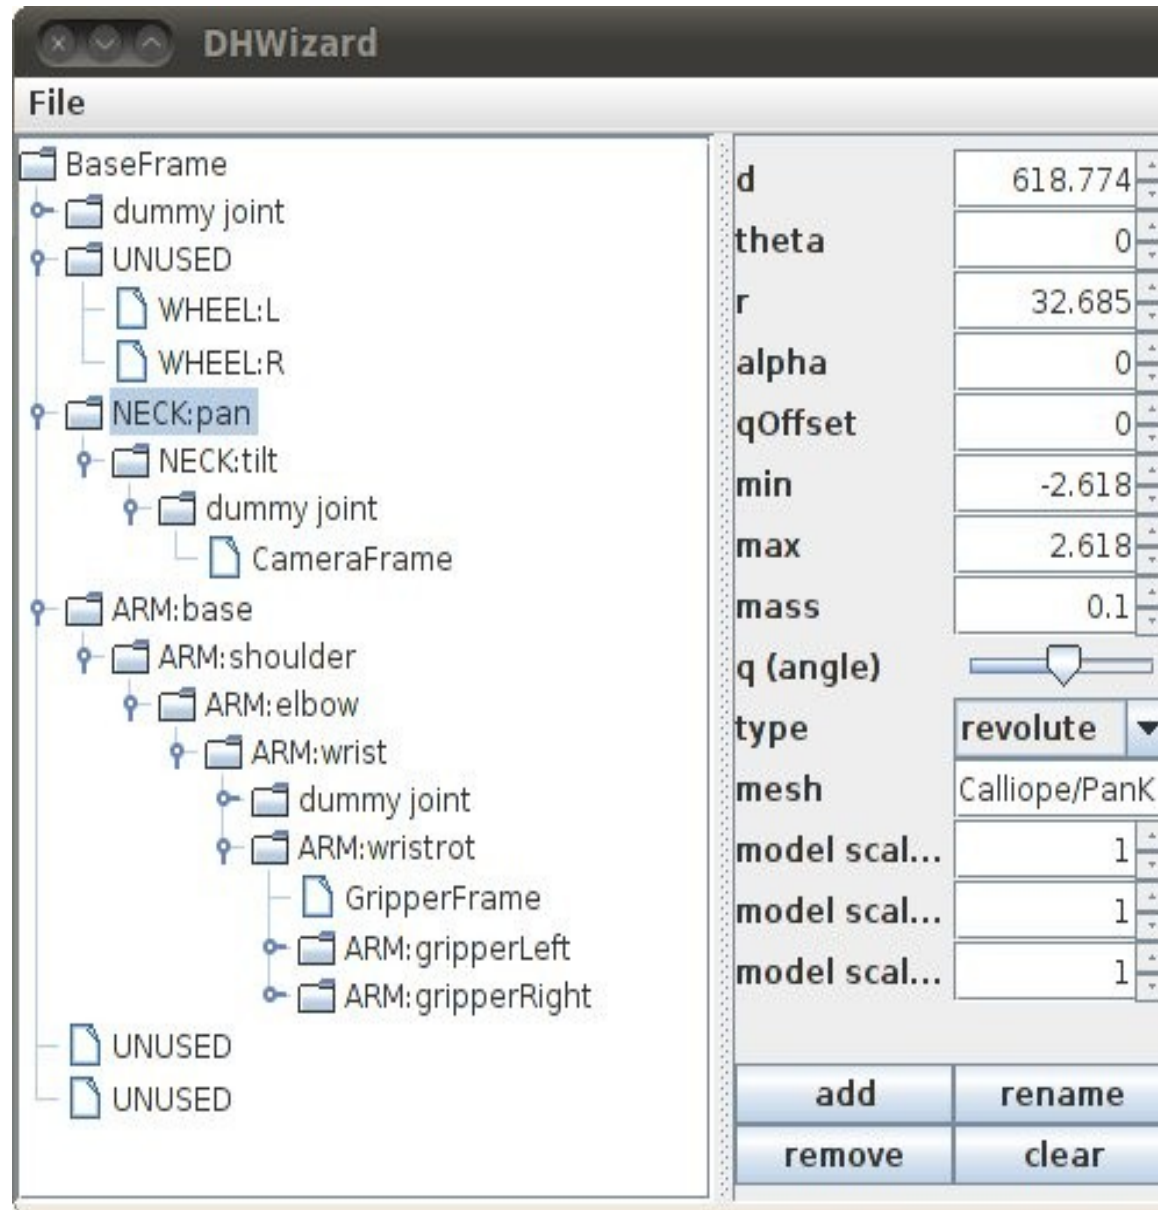 DHWizard
File
BaseFrame
dummy joint
UNUSED
WHEEL:L
WHEEL:R
NECK:pan
NECK:tilt
dummy joint
CameraFrame
ARM:base
ARM:shoulder
ARM:elbow
ARM:wrist
dummy joint
ARM:wristrot
GripperFrame
ARM:gripperLeft
ARM:gripperRight
UNUSED
UNUSED
d 618.774
theta 0
r 32.685
alpha 0
qOffset 0
min -2.618
max 2.618
mass 0.1
q (angle)
type revolute
mesh Calliope/PanK
model scal... 1
model scal... 1
model scal... 1
add rename
remove clear